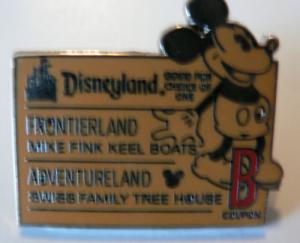 Disneyland
GOOD FOR
CHOICE OF
ONE
FRONTIERLAND
MIKE FINK KEEL BOATS
ADVENTURELAND
SWISS FAMILY TREE HOUSE
B
COUPON